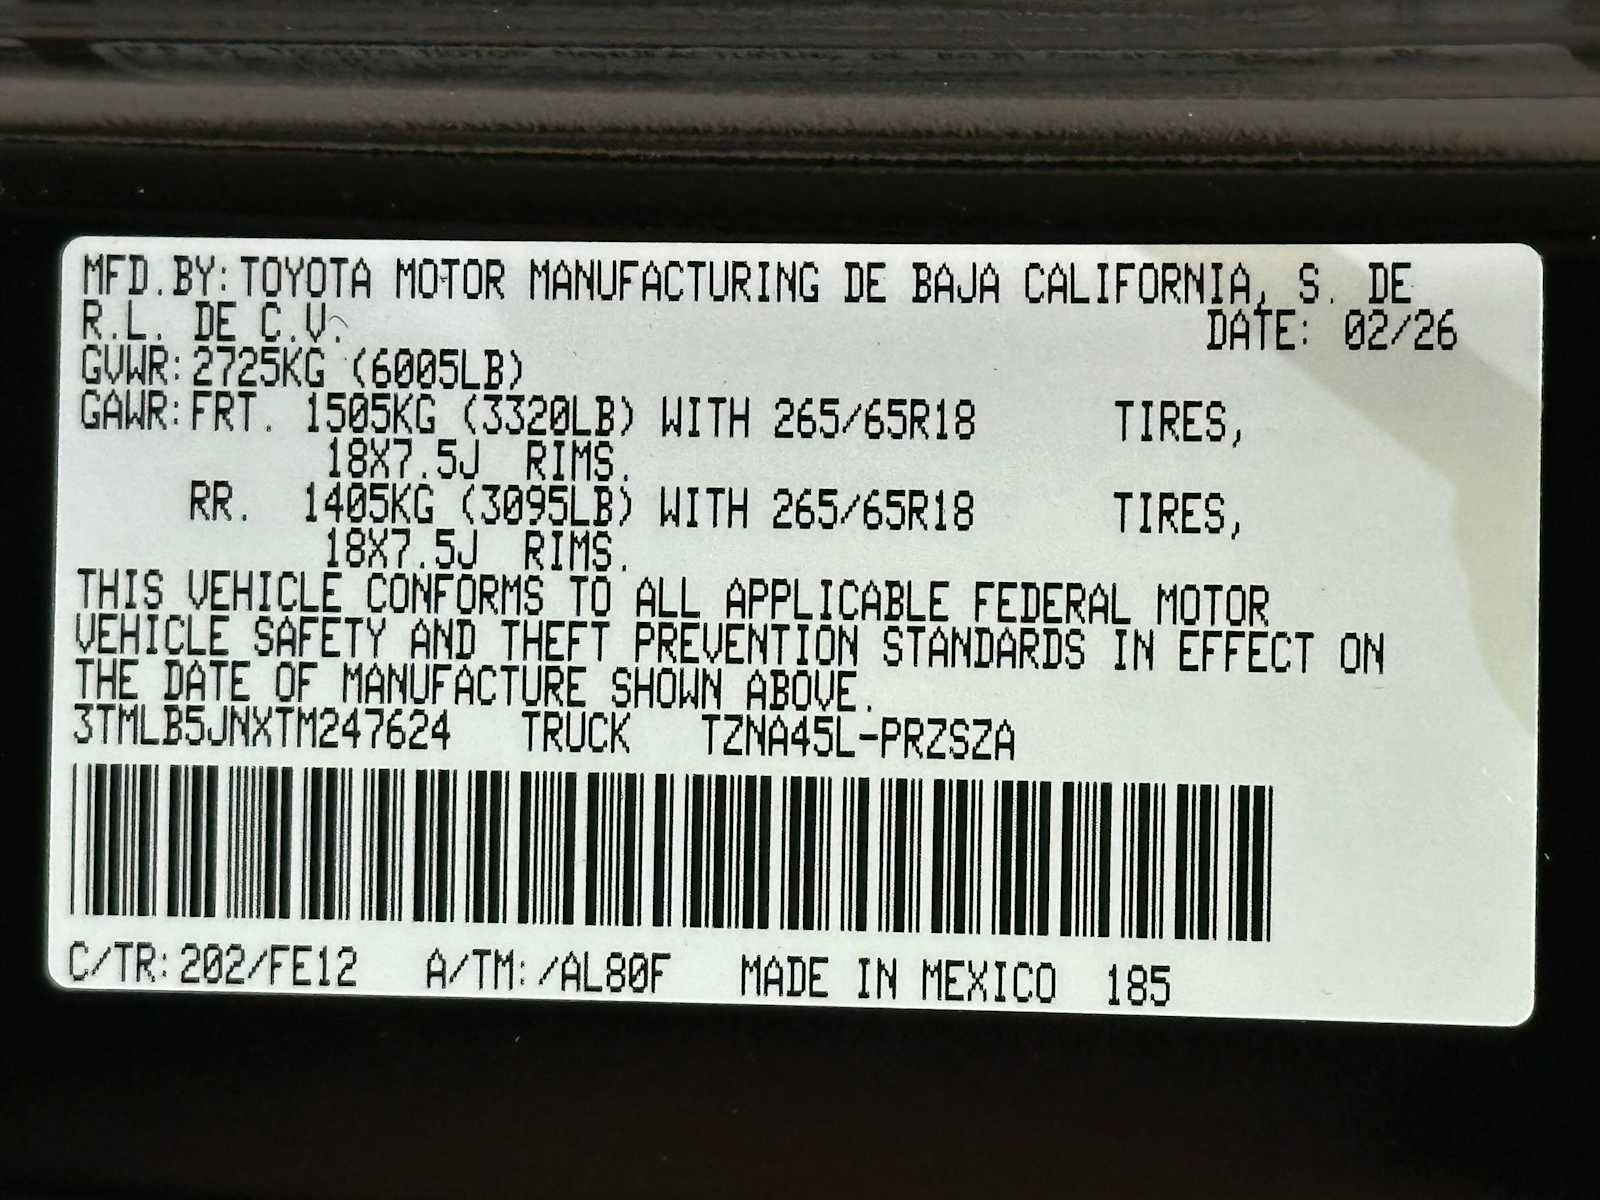 MFD.BY:TOYOTA MOTOR MANUFACTURING DE BAJA CALIFORNIA, S. DE
R.L. DE C.V. DATE: 02/26
GVWR:2725KG (6005LB)
GAWR:FRT. 1505KG (3320LB) WITH 265/65R18 TIRES,
18X7.5J RIMS.
RR. 1405KG (3095LB) WITH 265/65R18 TIRES,
18X7.5J RIMS.
THIS VEHICLE CONFORMS TO ALL APPLICABLE FEDERAL MOTOR
VEHICLE SAFETY AND THEFT PREVENTION STANDARDS IN EFFECT ON
THE DATE OF MANUFACTURE SHOWN ABOVE.
3TMLB5JNXTM247624 TRUCK TZNA45L-PRZSZA
C/TR:202/FE12 A/TM:/AL80F MADE IN MEXICO 185